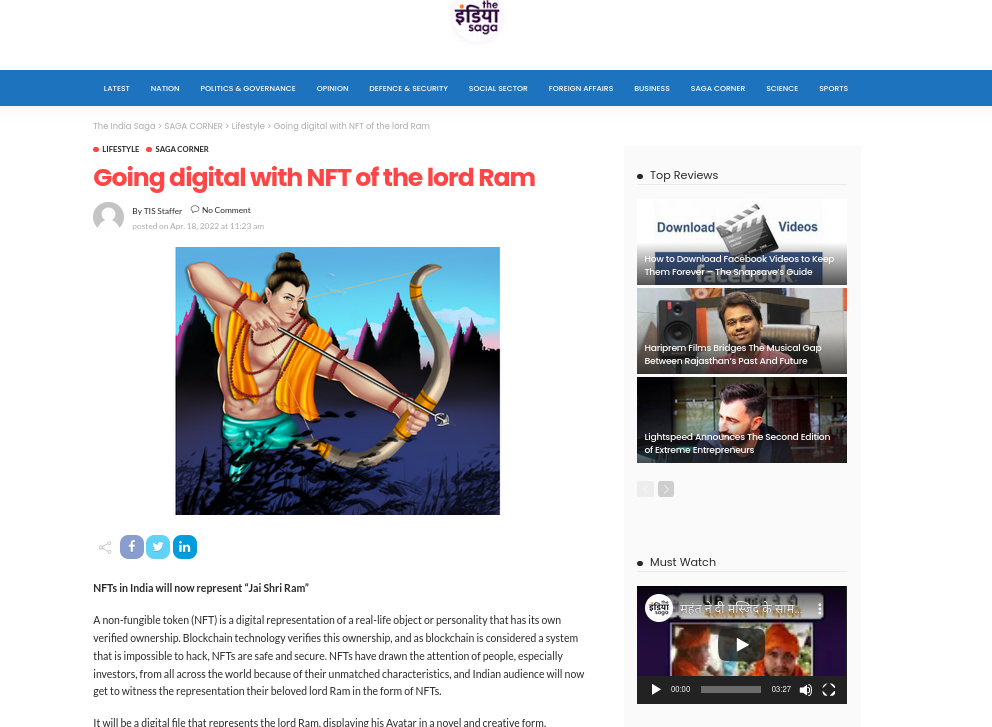 the
इंडिया
saga
LATEST NATION POLITICS & GOVERNANCE OPINION DEFENCE & SECURITY SOCIAL SECTOR FOREIGN AFFAIRS BUSINESS SAGA CORNER SCIENCE SPORTS
The India Saga > SAGA CORNER > Lifestyle > Going digital with NFT of the lord Ram
LIFESTYLE SAGA CORNER
Going digital with NFT of the lord Ram
By TIS Staffer No Comment
posted on Apr. 18, 2022 at 11:23 am
NFTs in India will now represent “Jai Shri Ram”
A non-fungible token (NFT) is a digital representation of a real-life object or personality that has its own
verified ownership. Blockchain technology verifies this ownership, and as blockchain is considered a system
that is impossible to hack, NFTs are safe and secure. NFTs have drawn the attention of people, especially
investors, from all across the world because of their unmatched characteristics, and Indian audience will now
get to witness the representation their beloved lord Ram in the form of NFTs.
It will be a digital file that represents the lord Ram, displaying his Avatar in a novel and creative form.
Top Reviews
Download Videos
facebook
How to Download Facebook Videos to Keep
Them Forever – The Snapsave's Guide
Hariprem Films Bridges The Musical Gap
Between Rajasthan's Past And Future
Lightspeed Announces The Second Edition
of Extreme Entrepreneurs
Must Watch
इंडिया
saga
महंत ने दी मस्जिद के साम...
00:00 03:27